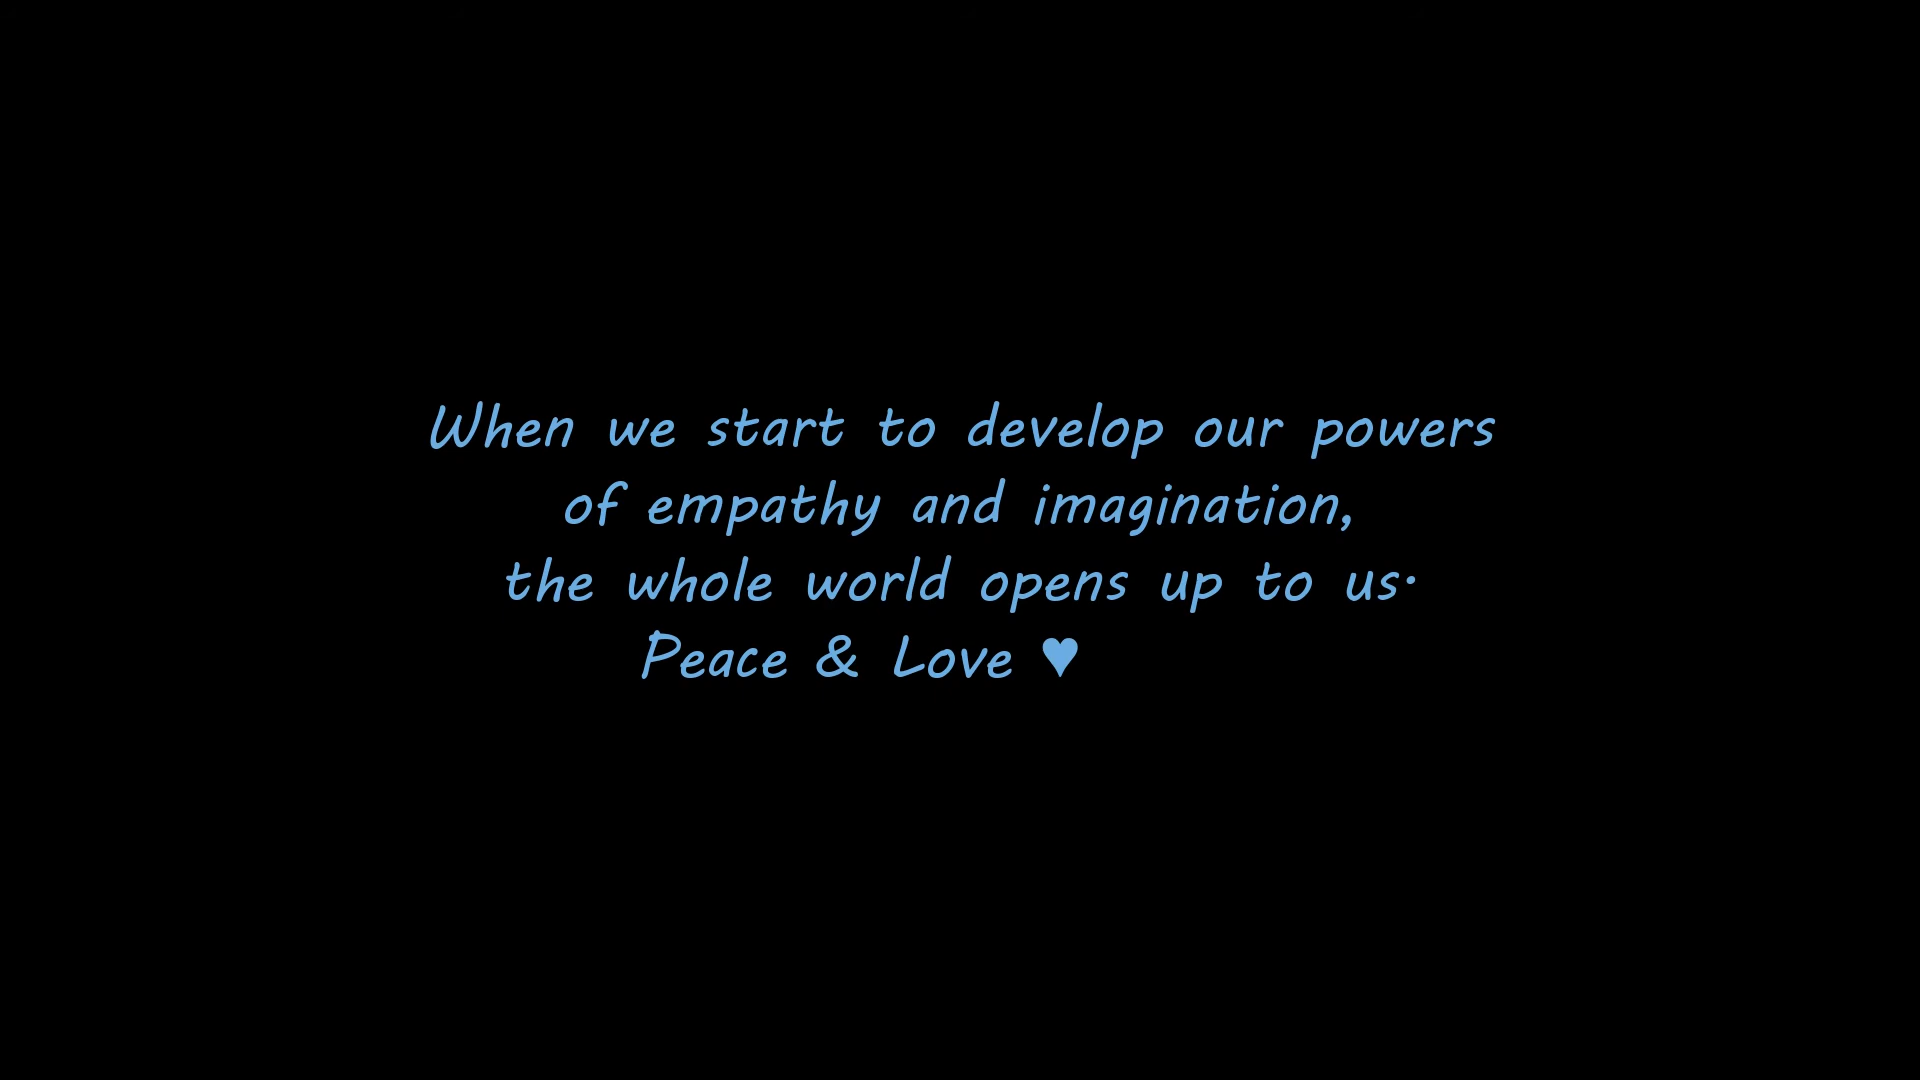 When we start to develop our powers
of empathy and imagination,
the whole world opens up to us·
Peace & Love ♥